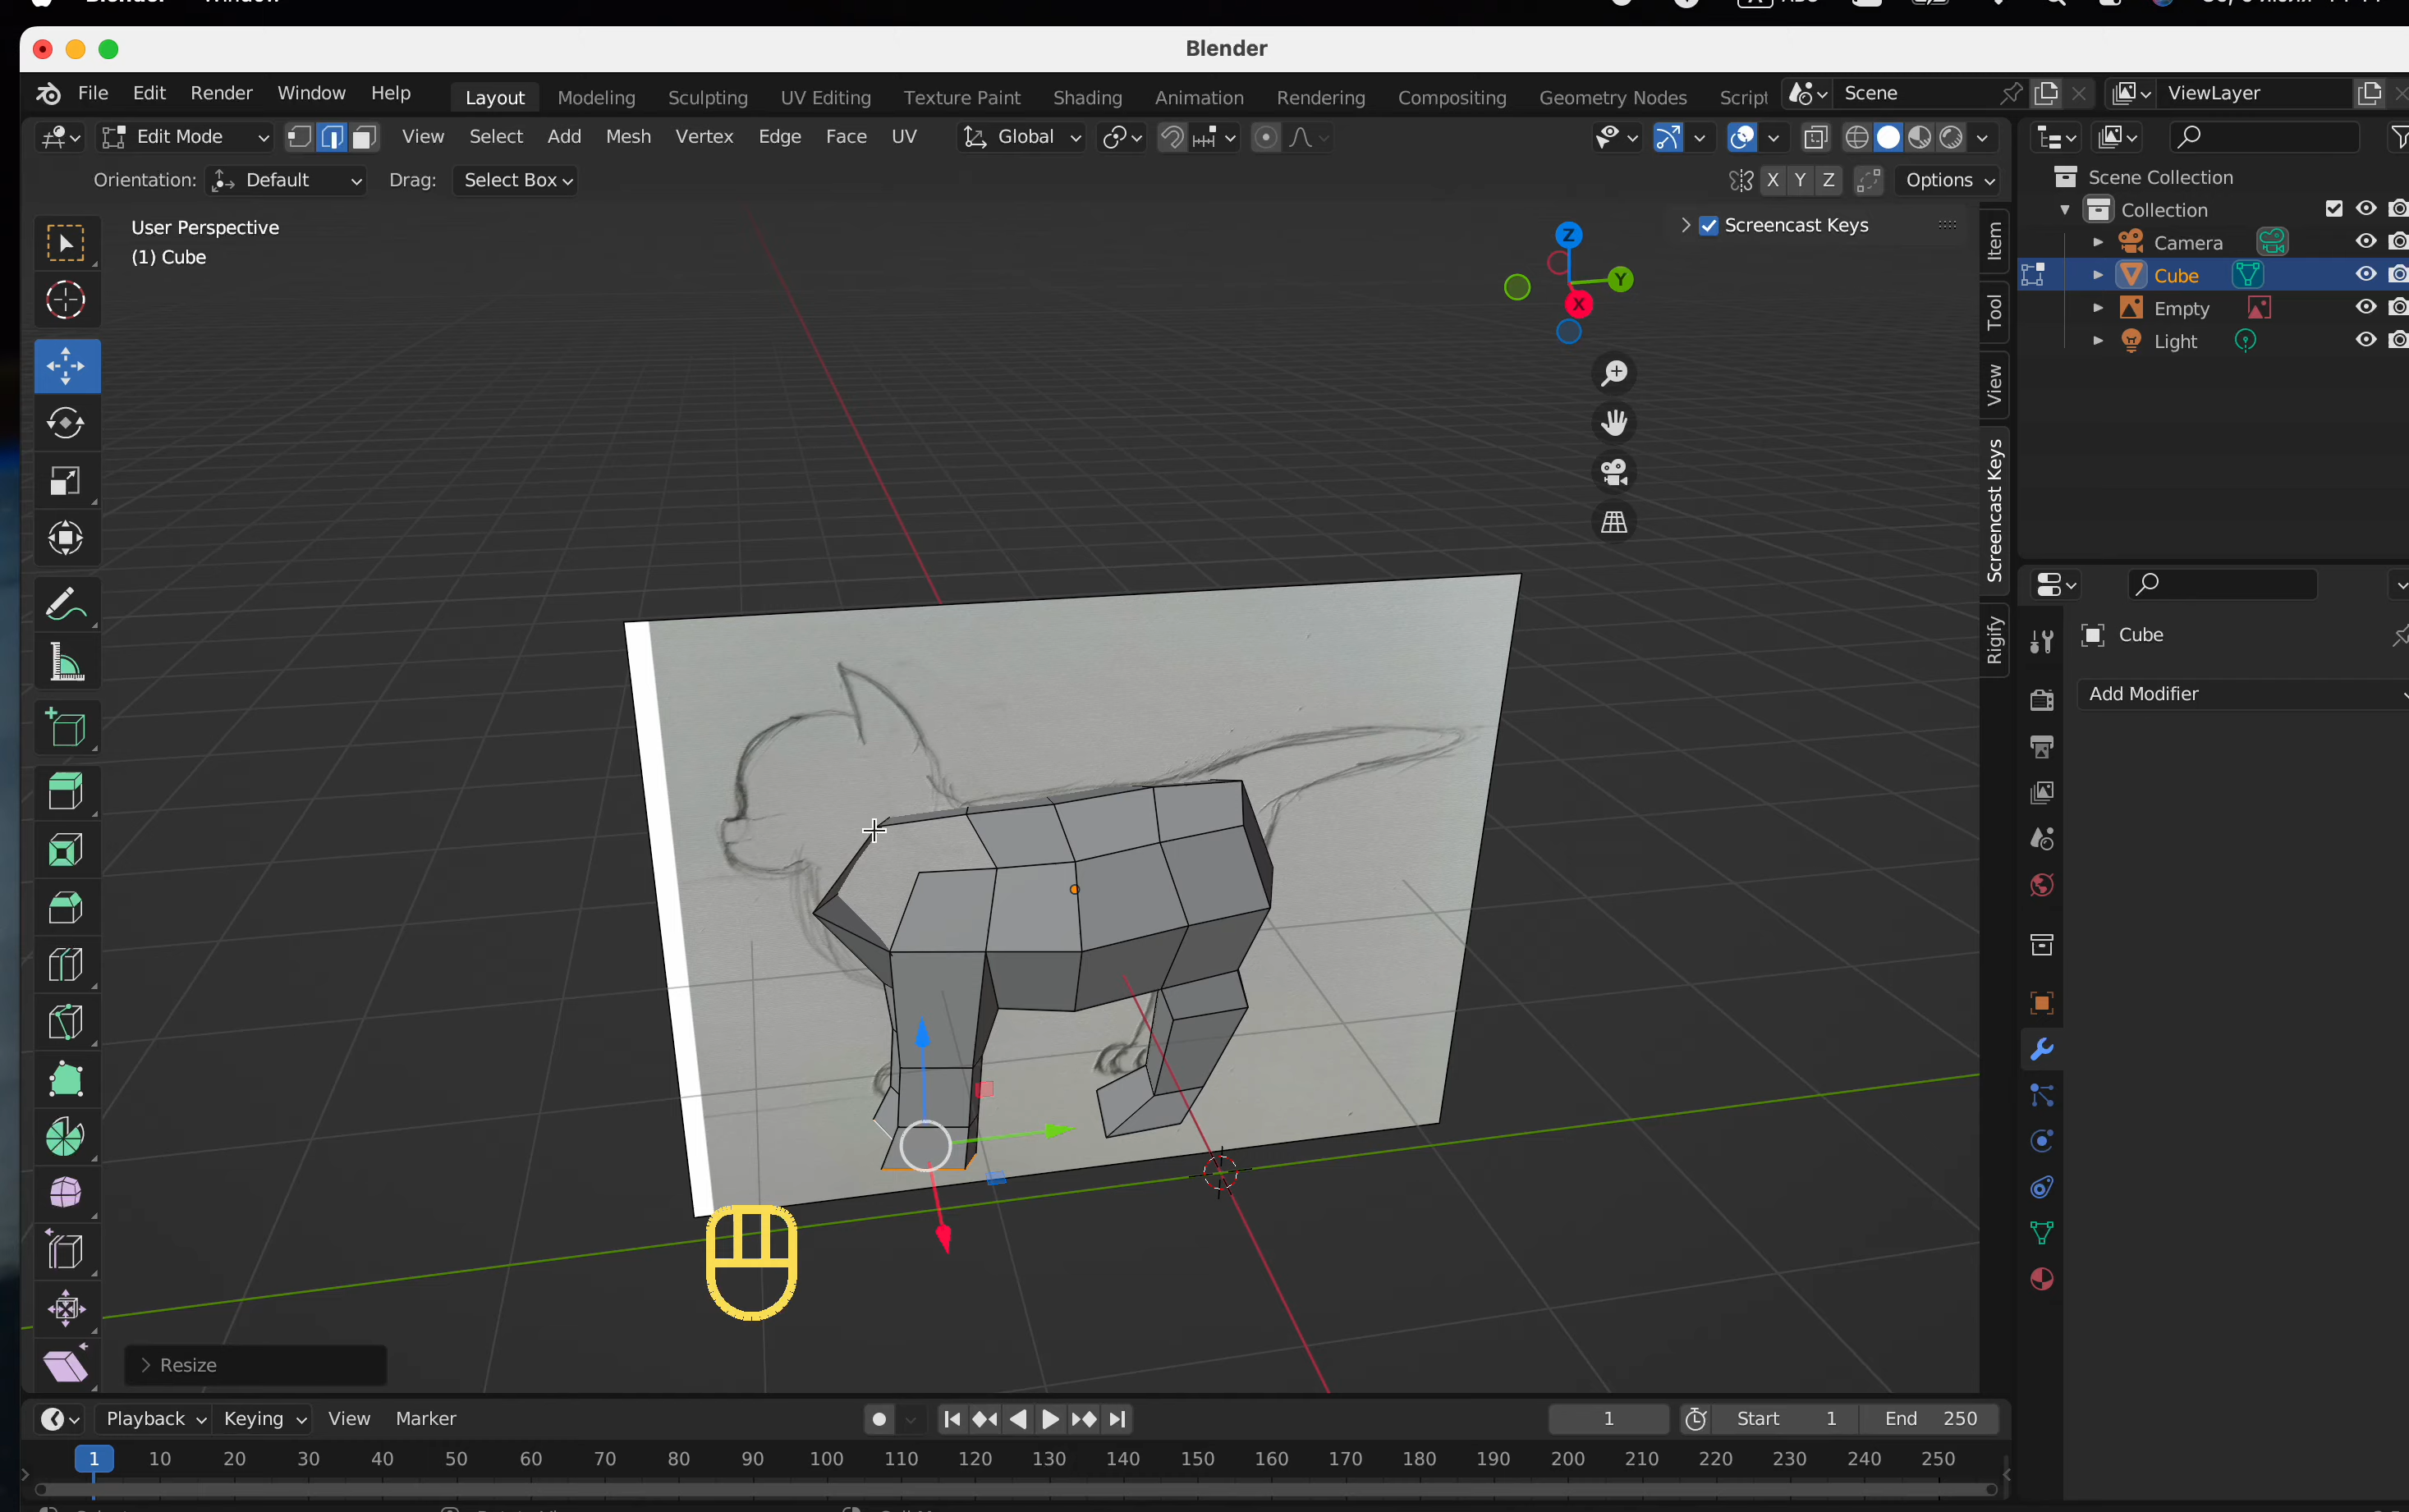 Blender
File Edit Render Window Help Layout Modeling Sculpting UV Editing Texture Paint Shading Animation Rendering Compositing Geometry Nodes Script Scene ViewLayer
Edit Mode View Select Add Mesh Vertex Edge Face UV Global
Orientation: Default Drag: Select Box X Y Z Options
User Perspective
(1) Cube
Z
Y
X
Screencast Keys
Item
Tool
View
Screencast Keys
Rigify
Scene Collection
Collection
Camera
Cube
Empty
Light
Cube
Add Modifier
Resize
Playback Keying View Marker 1 Start 1 End 250
1 10 20 30 40 50 60 70 80 90 100 110 120 130 140 150 160 170 180 190 200 210 220 230 240 250